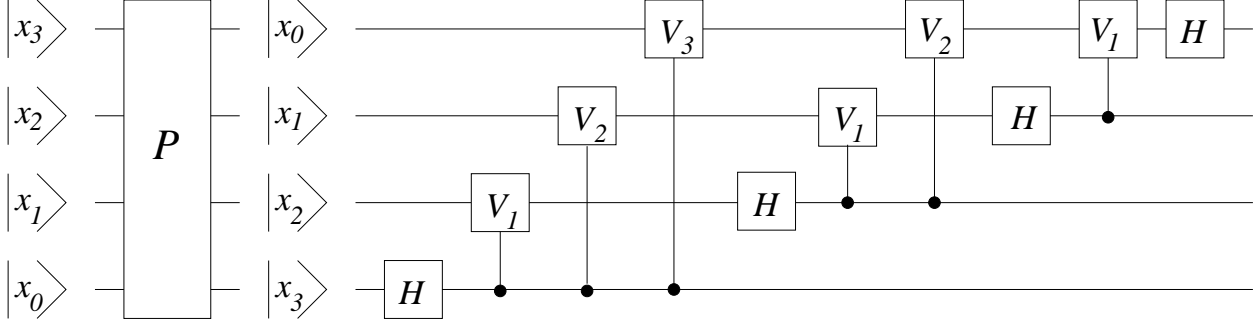 |x₃⟩ |x₀⟩ V₃ V₂ V₁ H
|x₂⟩ P |x₁⟩ V₂ V₁ H
|x₁⟩ |x₂⟩ V₁ H
|x₀⟩ |x₃⟩ H